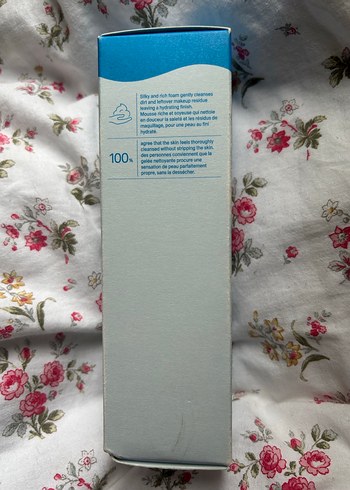 Silky and rich foam gently cleanses
dirt and leftover makeup residue
leaving a hydrating finish.
Mousse riche et soyeuse qui nettoie
en douceur la saleté et les résidus de
maquillage, pour une peau au fini
hydraté.
100%
agree that the skin feels thoroughly
cleansed without stripping the skin.
des personnes conviennent que la
gelée nettoyante procure une
sensation de peau parfaitement
propre, sans la dessécher.